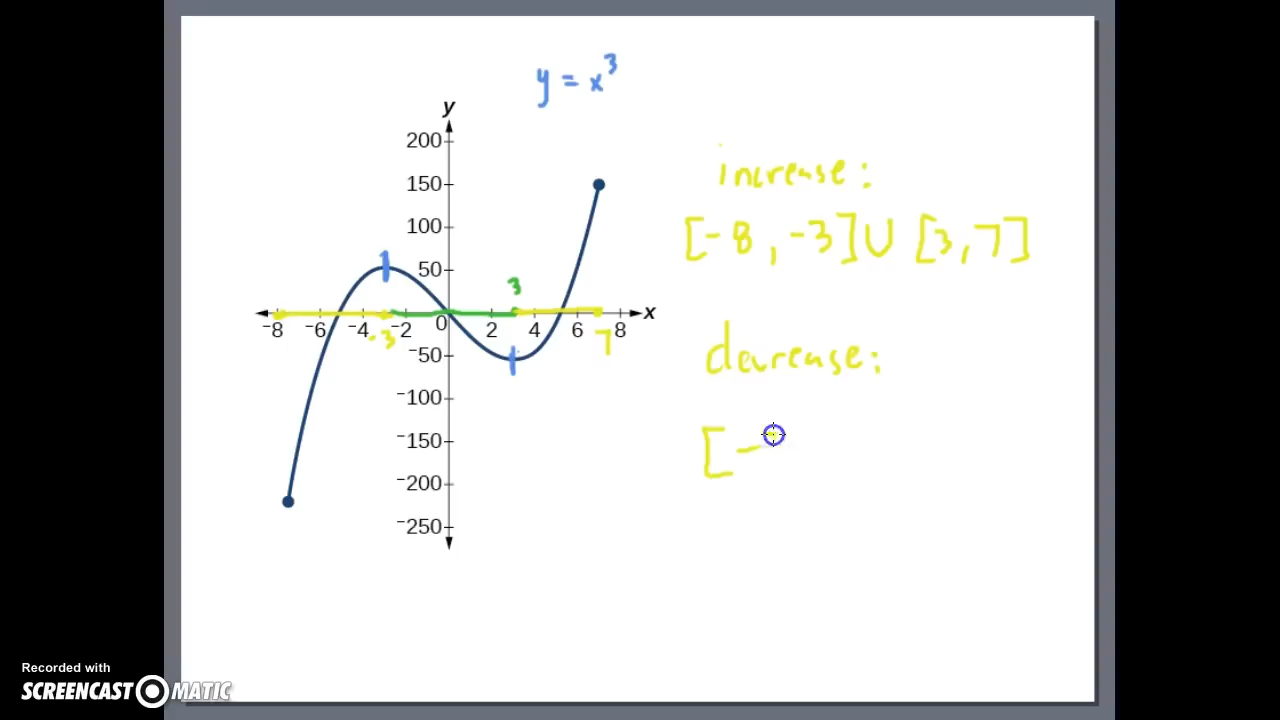 y = x³
y
200
150
100
50
-50
-100
-150
-200
-250
-8 -6 -4 -2 0 2 4 6 8 x
3
-3
7
increase:
[-8, -3] U [3, 7]
decrease:
[-
Recorded with
SCREENCAST MATIC